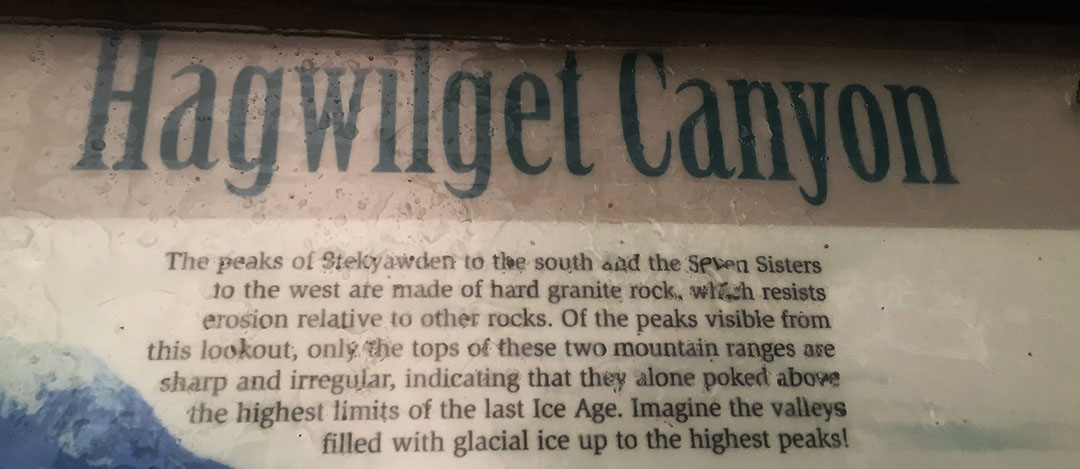 Hagwilget Canyon
The peaks of Stekyawden to the south and the Seven Sisters
to the west are made of hard granite rock, which resists
erosion relative to other rocks. Of the peaks visible from
this lookout, only the tops of these two mountain ranges are
sharp and irregular, indicating that they alone poked above
the highest limits of the last Ice Age. Imagine the valleys
filled with glacial ice up to the highest peaks!